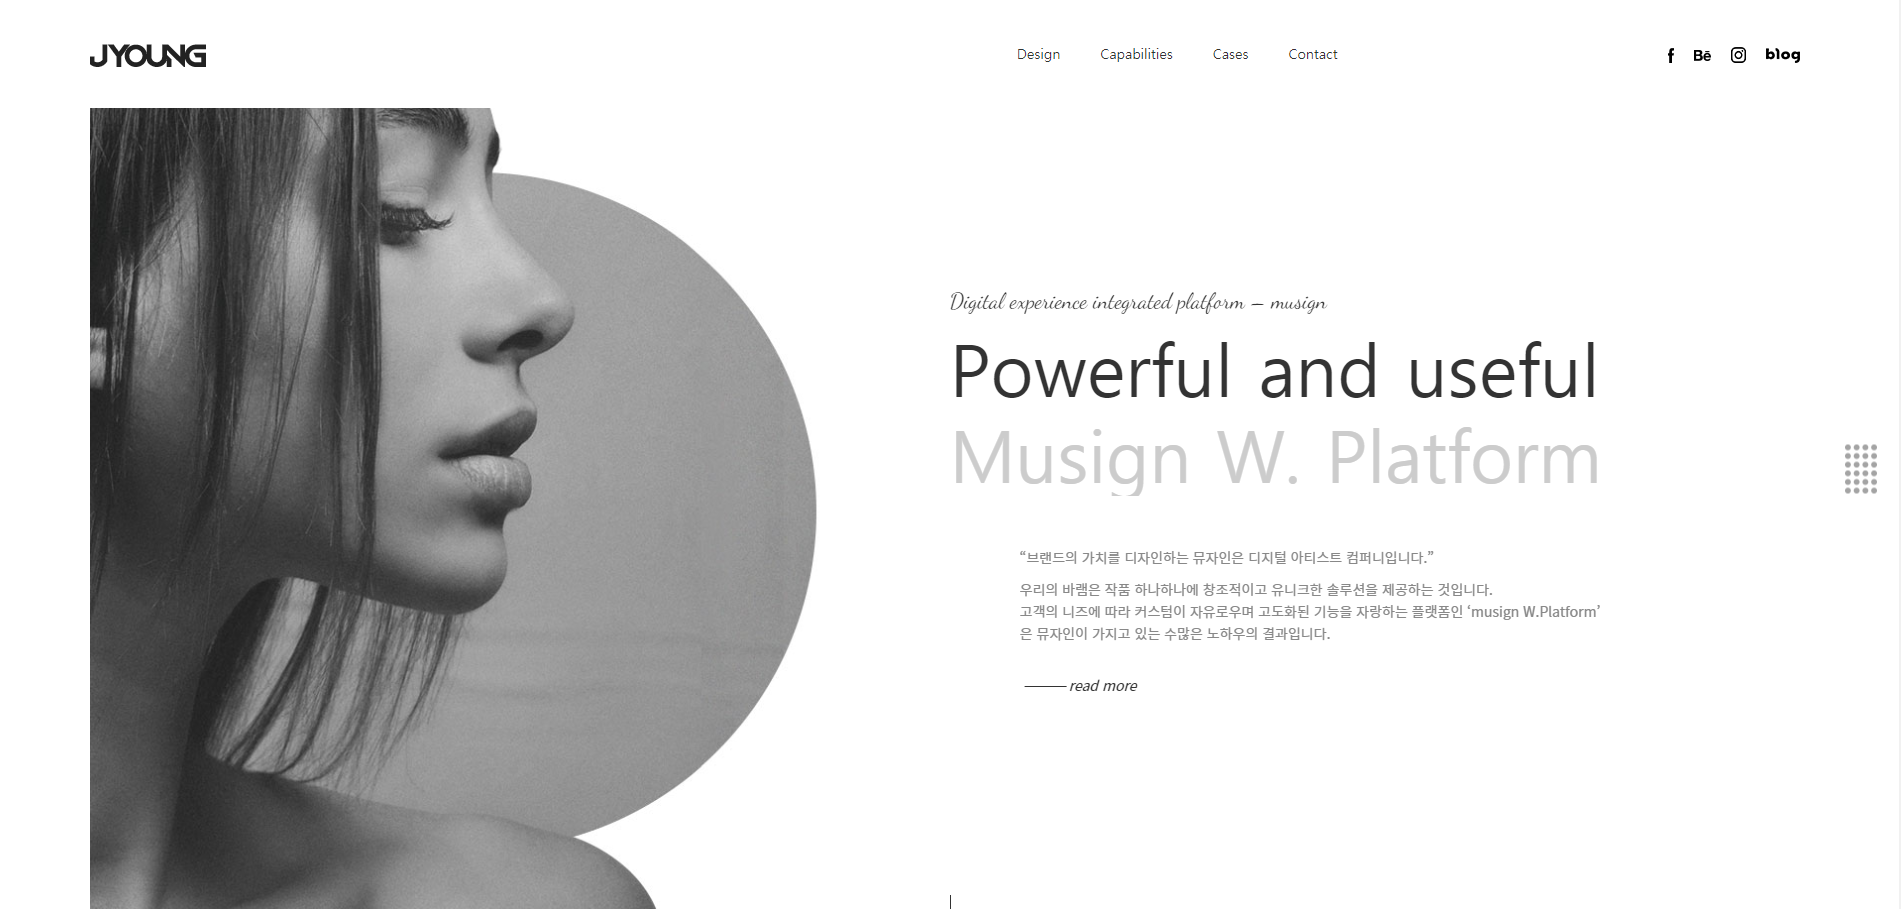 JYOUNG
Design Capabilities Cases Contact
Bē blog
Digital experience integrated platform – musign
Powerful and useful
Musign W. Platform
“브랜드의 가치를 디자인하는 뮤자인은 디지털 아티스트 컴퍼니입니다.”
우리의 바램은 작품 하나하나에 창조적이고 유니크한 솔루션을 제공하는 것입니다.
고객의 니즈에 따라 커스텀이 자유로우며 고도화된 기능을 자랑하는 플랫폼인 ‘musign W.Platform’
은 뮤자인이 가지고 있는 수많은 노하우의 결과입니다.
read more